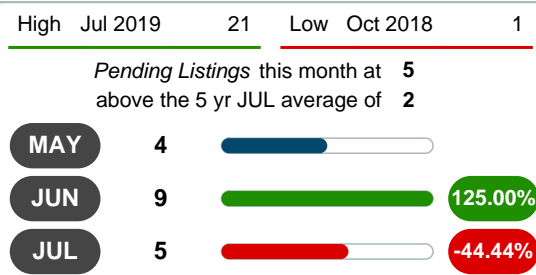 High Jul 2019 21 Low Oct 2018 1
Pending Listings this month at 5
above the 5 yr JUL average of 2
MAY 4
JUN 9 125.00%
JUL 5 -44.44%